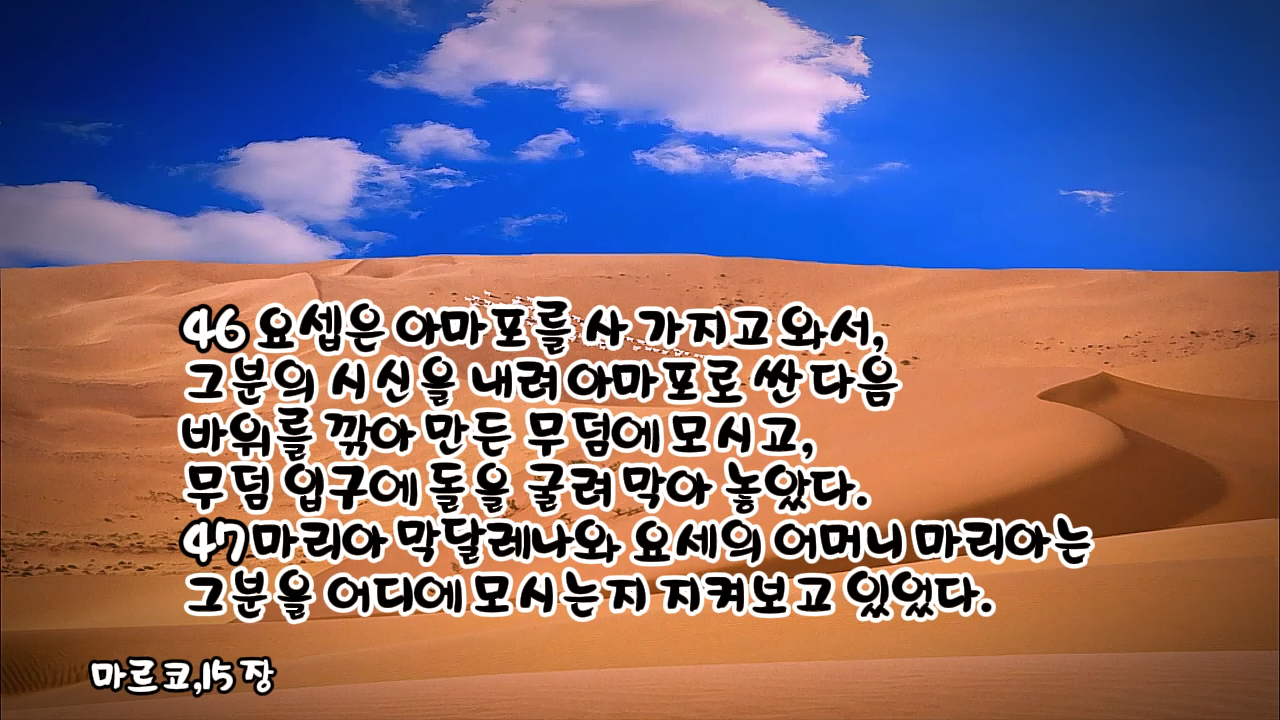 46 요셉은 아마포를 사 가지고 와서,
그분의 시신을 내려 아마포로 싼 다음
바위를 깎아 만든 무덤에 모시고,
무덤 입구에 돌을 굴려 막아 놓았다.
47마리아 막달레나와 요세의 어머니 마리아는
그분을 어디에 모시는지 지켜보고 있었다.
마르코,15장